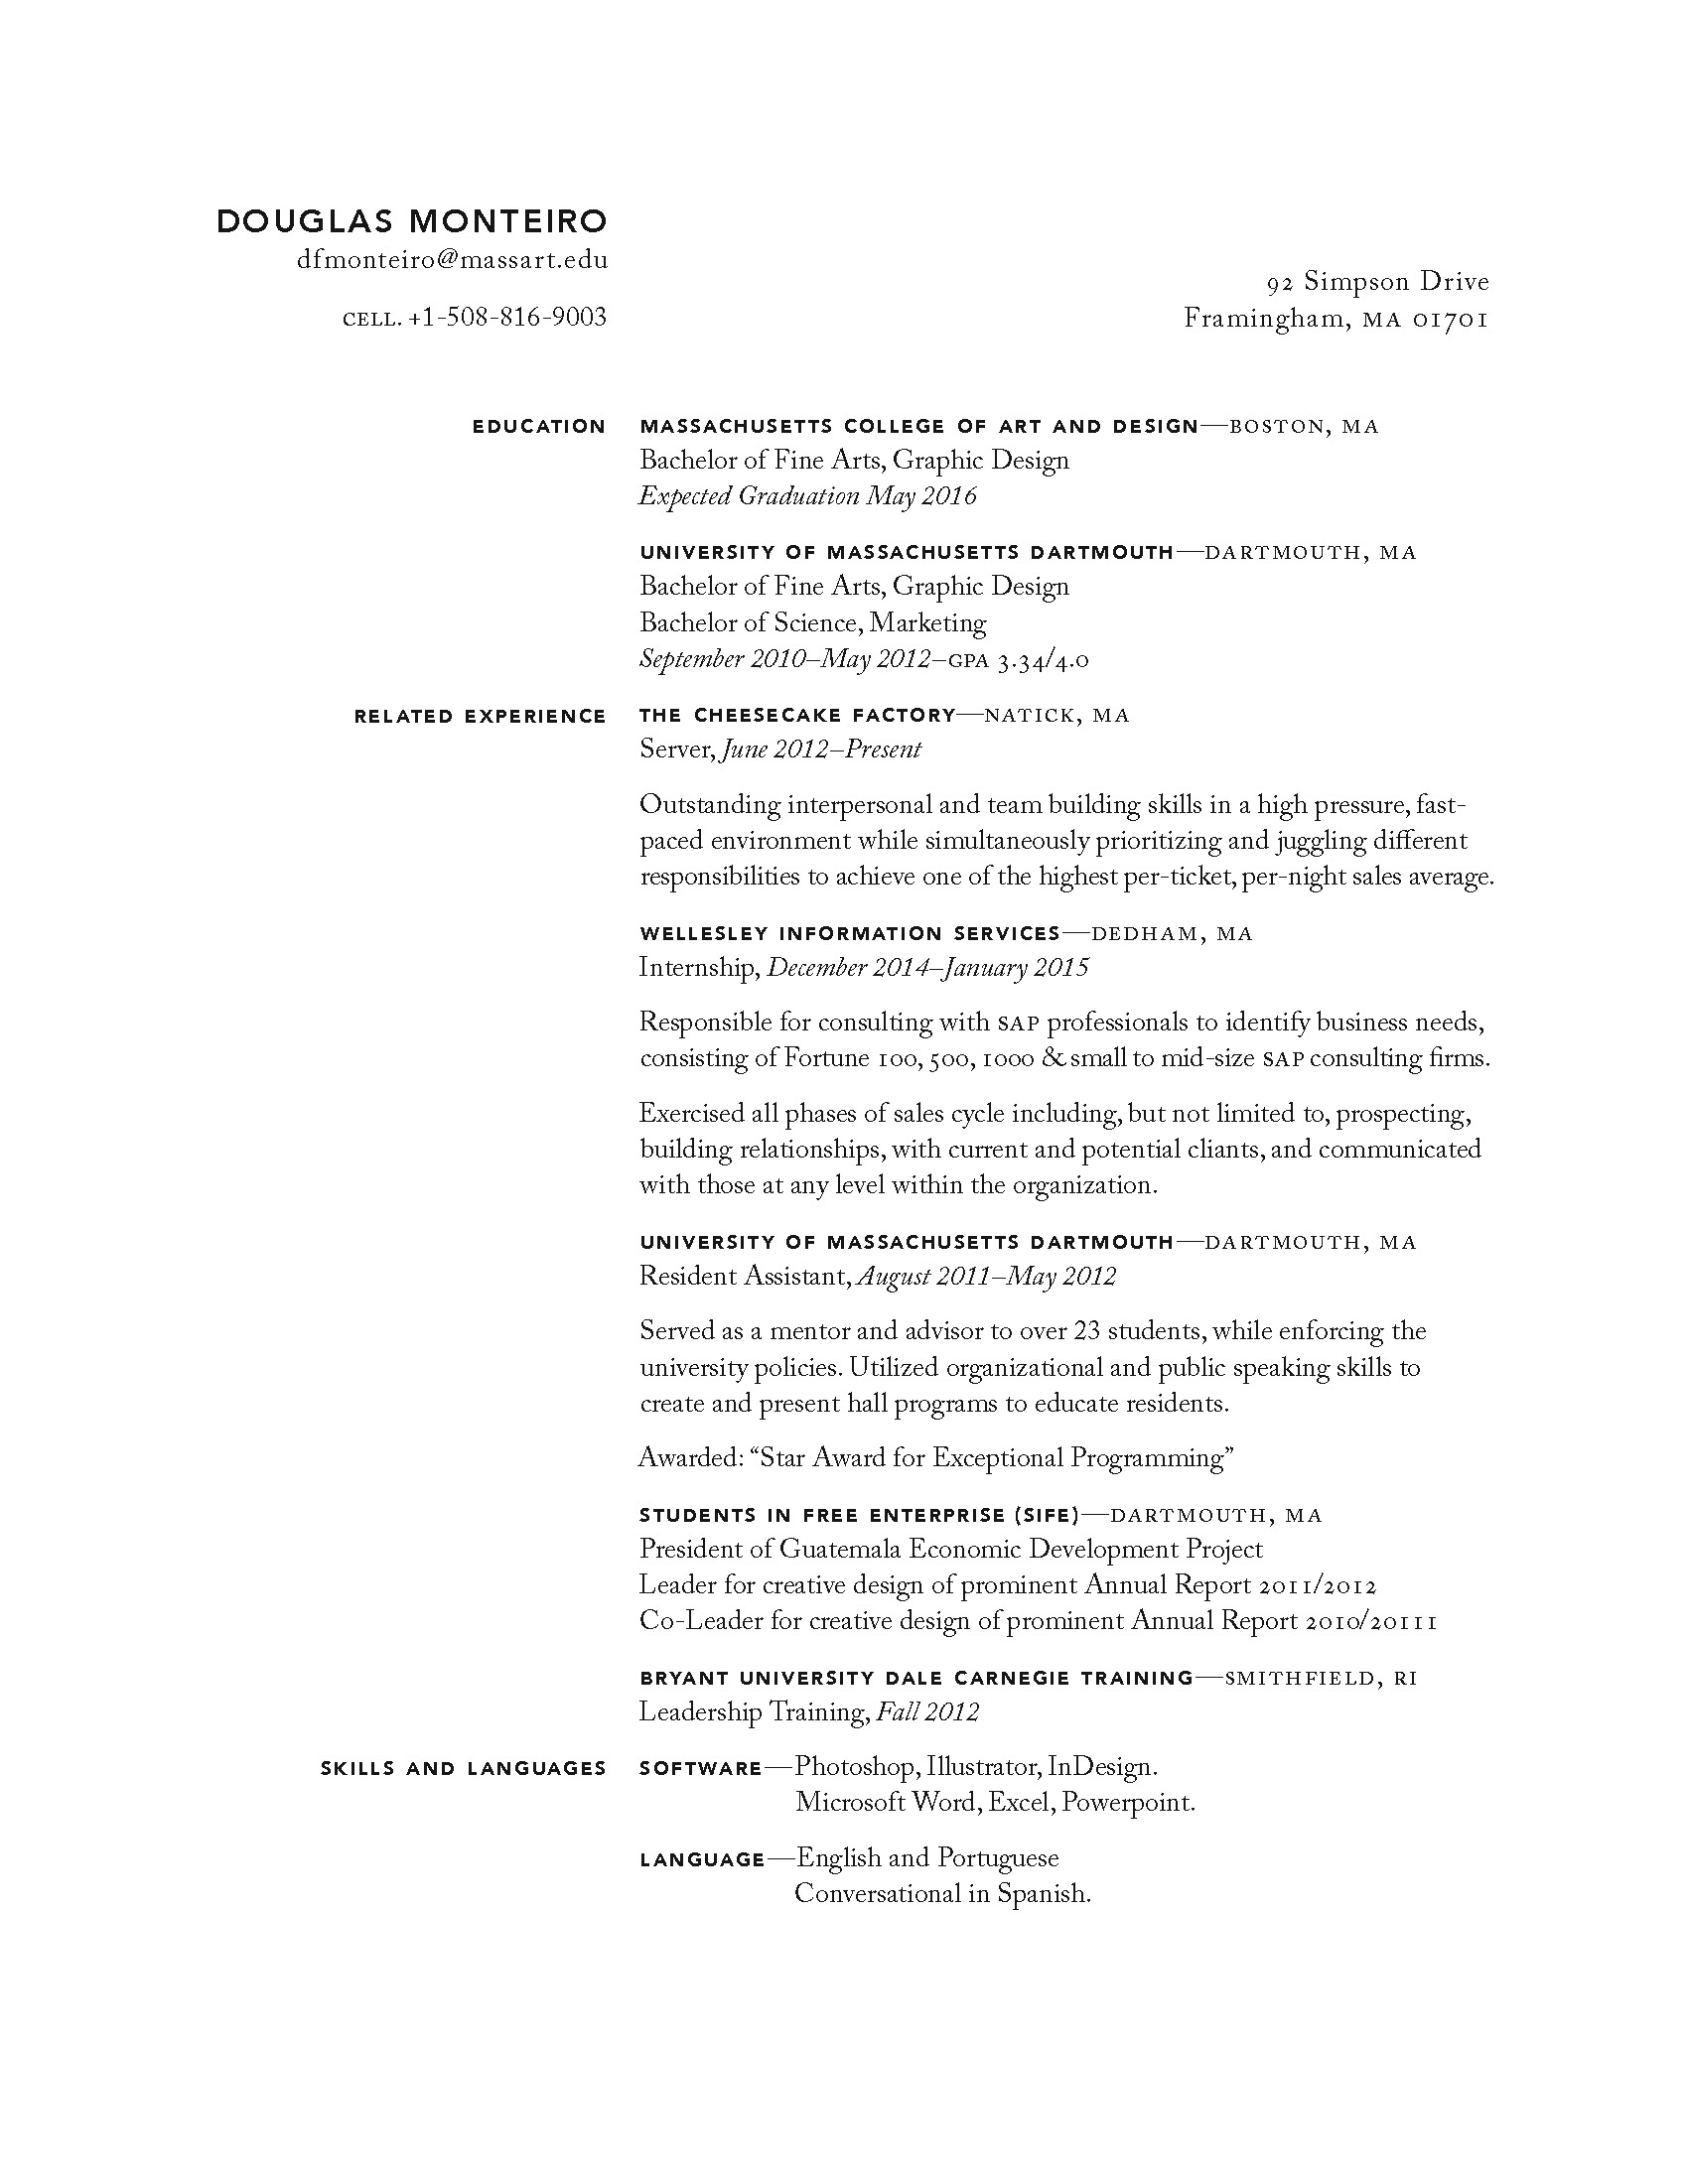 DOUGLAS MONTEIRO
dfmonteiro@massart.edu
CELL. +1-508-816-9003
92 Simpson Drive
Framingham, MA 01701
EDUCATION
MASSACHUSETTS COLLEGE OF ART AND DESIGN—BOSTON, MA
Bachelor of Fine Arts, Graphic Design
Expected Graduation May 2016
UNIVERSITY OF MASSACHUSETTS DARTMOUTH—DARTMOUTH, MA
Bachelor of Fine Arts, Graphic Design
Bachelor of Science, Marketing
September 2010–May 2012–GPA 3.34/4.0
RELATED EXPERIENCE
THE CHEESECAKE FACTORY—NATICK, MA
Server, June 2012–Present
Outstanding interpersonal and team building skills in a high pressure, fast-
paced environment while simultaneously prioritizing and juggling different
responsibilities to achieve one of the highest per-ticket, per-night sales average.
WELLESLEY INFORMATION SERVICES—DEDHAM, MA
Internship, December 2014–January 2015
Responsible for consulting with SAP professionals to identify business needs,
consisting of Fortune 100, 500, 1000 & small to mid-size SAP consulting firms.
Exercised all phases of sales cycle including, but not limited to, prospecting,
building relationships, with current and potential cliants, and communicated
with those at any level within the organization.
UNIVERSITY OF MASSACHUSETTS DARTMOUTH—DARTMOUTH, MA
Resident Assistant, August 2011–May 2012
Served as a mentor and advisor to over 23 students, while enforcing the
university policies. Utilized organizational and public speaking skills to
create and present hall programs to educate residents.
Awarded: “Star Award for Exceptional Programming”
STUDENTS IN FREE ENTERPRISE (SIFE)—DARTMOUTH, MA
President of Guatemala Economic Development Project
Leader for creative design of prominent Annual Report 2011/2012
Co-Leader for creative design of prominent Annual Report 2010/20111
BRYANT UNIVERSITY DALE CARNEGIE TRAINING—SMITHFIELD, RI
Leadership Training, Fall 2012
SKILLS AND LANGUAGES
SOFTWARE—Photoshop, Illustrator, InDesign.
Microsoft Word, Excel, Powerpoint.
LANGUAGE—English and Portuguese
Conversational in Spanish.